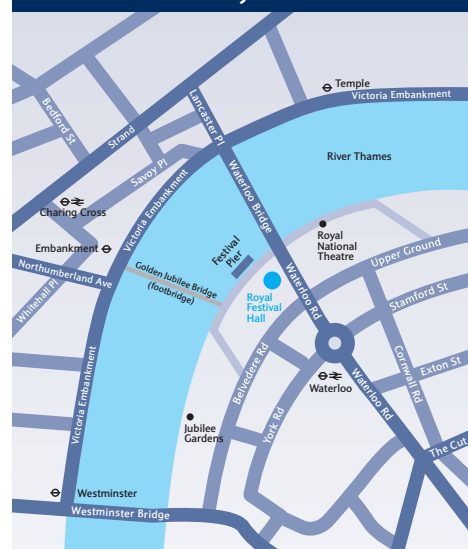 Temple
Victoria Embankment
Bedford St
Strand
Lancaster Pl
Savoy Pl
River Thames
Charing Cross
Victoria Embankment
Waterloo Bridge
Embankment
Royal
National
Theatre
Festival
Pier
Upper Ground
Northumberland Ave
Golden Jubilee Bridge
(footbridge)
Whitehall Pl
Royal
Festival
Hall
Waterloo Rd
Stamford St
Belvedere Rd
Cornwall Rd
Exton St
Waterloo
Waterloo Rd
Victoria Embankment
York Rd
Jubilee
Gardens
The Cut
Westminster
Westminster Bridge